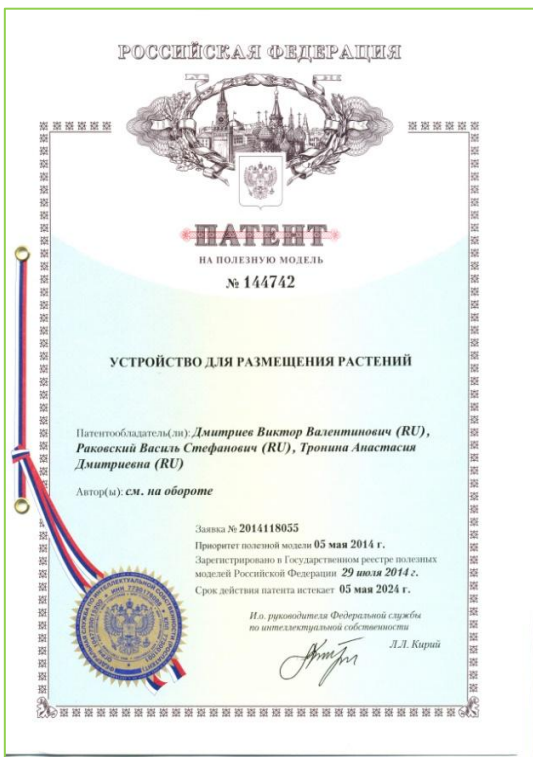 РОССИЙСКАЯ ФЕДЕРАЦИЯ
ПАТЕНТ
НА ПОЛЕЗНУЮ МОДЕЛЬ
№ 144742
УСТРОЙСТВО ДЛЯ РАЗМЕЩЕНИЯ РАСТЕНИЙ
Патентообладатель(ли): Дмитриев Виктор Валентинович (RU),
Раковский Василь Стефанович (RU), Тронина Анастасия
Дмитриевна (RU)
Автор(ы): см. на обороте
Заявка № 2014118055
Приоритет полезной модели 05 мая 2014 г.
Зарегистрировано в Государственном реестре полезных
моделей Российской Федерации 29 июля 2014 г.
Срок действия патента истекает 05 мая 2024 г.
И.о. руководителя Федеральной службы
по интеллектуальной собственности
Л.Л. Кирий